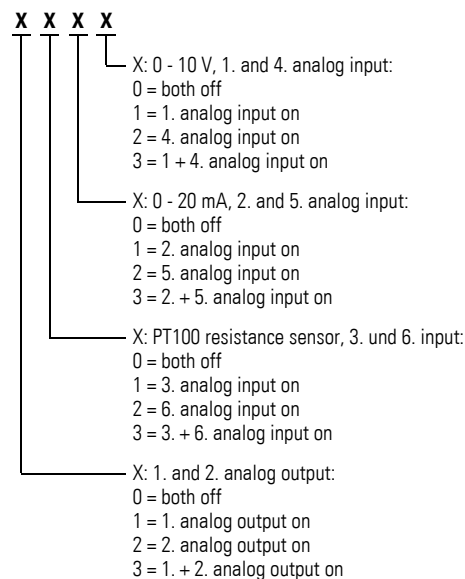 X X X X
X: 0 - 10 V, 1. and 4. analog input:
0 = both off
1 = 1. analog input on
2 = 4. analog input on
3 = 1 + 4. analog input on
X: 0 - 20 mA, 2. and 5. analog input:
0 = both off
1 = 2. analog input on
2 = 5. analog input on
3 = 2. + 5. analog input on
X: PT100 resistance sensor, 3. und 6. input:
0 = both off
1 = 3. analog input on
2 = 6. analog input on
3 = 3. + 6. analog input on
X: 1. and 2. analog output:
0 = both off
1 = 1. analog output on
2 = 2. analog output on
3 = 1. + 2. analog output on